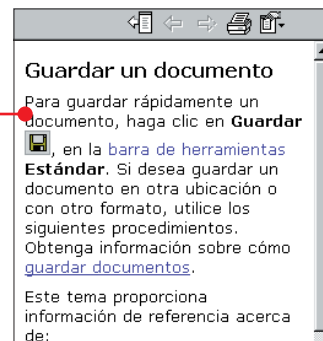 Guardar un documento
Para guardar rápidamente un
documento, haga clic en Guardar
, en la barra de herramientas
Estándar. Si desea guardar un
documento en otra ubicación o
con otro formato, utilice los
siguientes procedimientos.
Obtenga información sobre cómo
guardar documentos.
Este tema proporciona
información de referencia acerca
de: